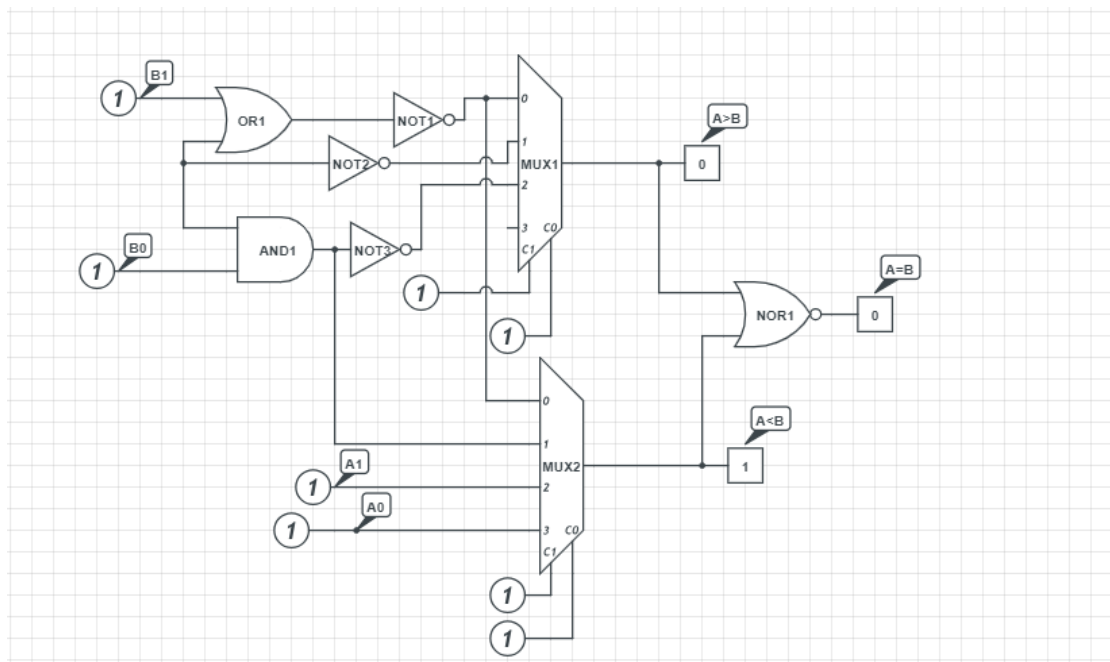 B1
1
OR1
NOT1
0
A>B
0
NOT2
1
MUX1
2
B0
1
AND1
NOT3
3
C0
C1
1
1
A=B
NOR1
0
0
1
MUX2
A<B
1
A1
1
2
A0
1
3
C0
C1
1
1